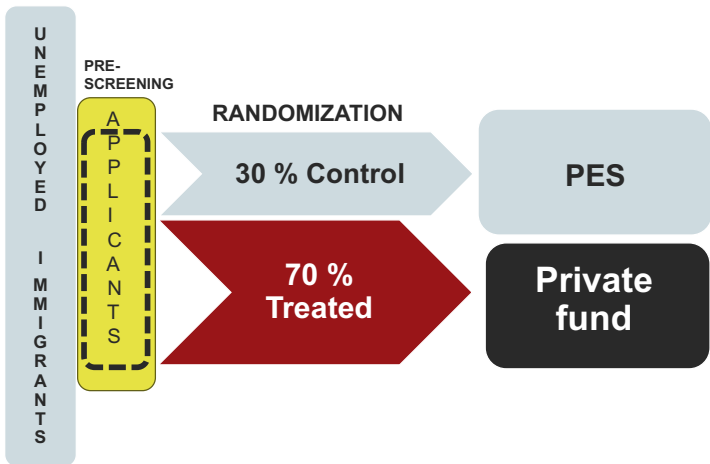 UNEMPLOYED IMMIGRANTS
PRE-
SCREENING
APPLICANTS
RANDOMIZATION
30 % Control
PES
70 %
Treated
Private
fund